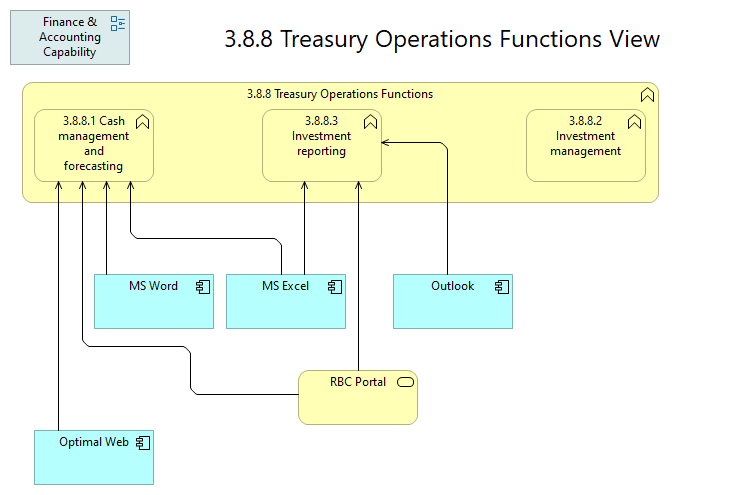 Finance &
Accounting
Capability
3.8.8 Treasury Operations Functions View
3.8.8 Treasury Operations Functions
3.8.8.1 Cash
management
and
forecasting
3.8.8.3
Investment
reporting
3.8.8.2
Investment
management
MS Word
MS Excel
Outlook
RBC Portal
Optimal Web